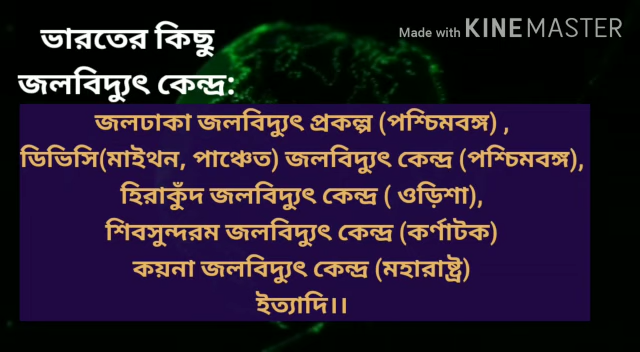 ভারতের কিছু
Made with KINEMASTER
জলবিদ্যুৎ কেন্দ্র:
জলঢাকা জলবিদ্যুৎ প্রকল্প (পশ্চিমবঙ্গ) ,
ডিভিসি(মাইথন, পাঞ্চেত) জলবিদ্যুৎ কেন্দ্র (পশ্চিমবঙ্গ),
হিরাকুঁদ জলবিদ্যুৎ কেন্দ্র ( ওড়িশা),
শিবসুন্দরম জলবিদ্যুৎ কেন্দ্র (কর্ণাটক)
কয়না জলবিদ্যুৎ কেন্দ্র (মহারাষ্ট্র)
ইত্যাদি।।